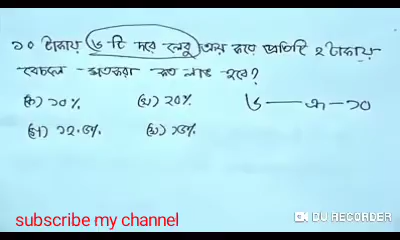 ১০ টাকায় ৬-টি দরে লেবু ক্রয় করে প্রতিটি ২ টাকায়
বেচলে শতকরা কত লাভ হবে?
(ক) ১০% (খ) ২০% ৬ — ক্র — ১০
(গ) ১২.৫% (ঘ) ১৫%
subscribe my channel
DU RECORDER